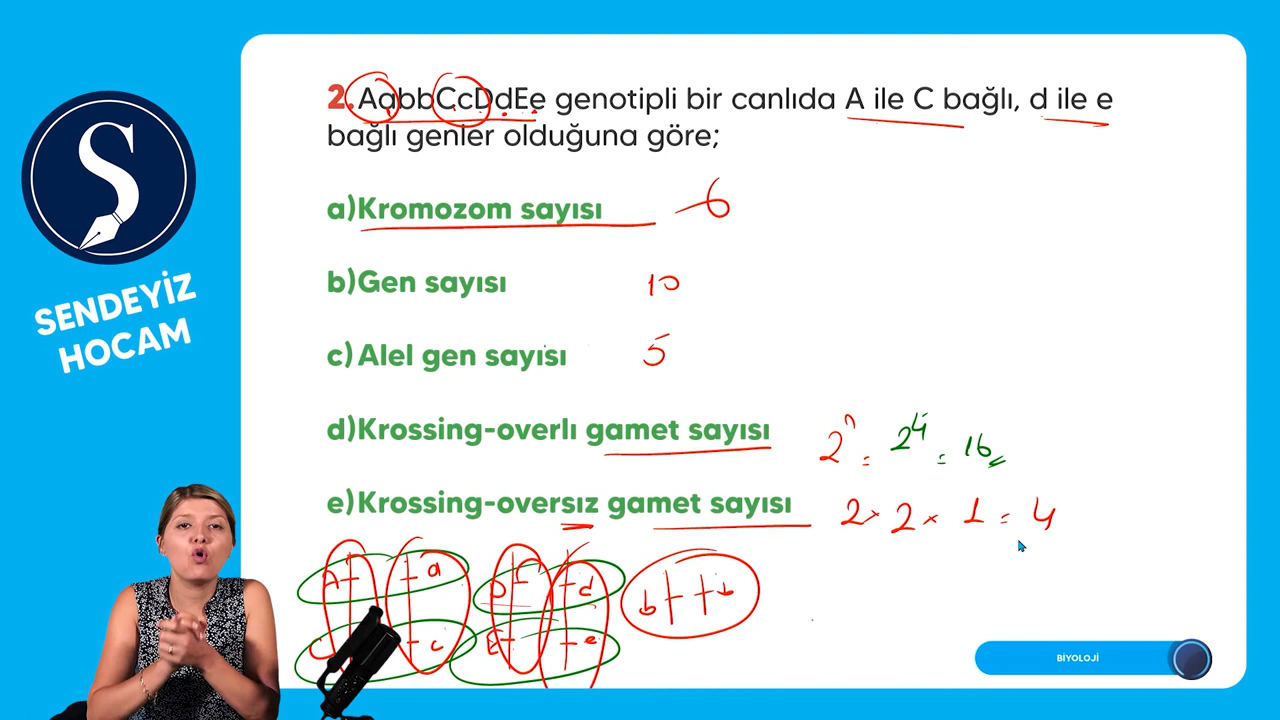 S
SENDEYİZ
HOCAM
2. AabbCcDdEe genotipli bir canlıda A ile C bağlı, d ile e
bağlı genler olduğuna göre;
a) Kromozom sayısı 6
b) Gen sayısı 10
c) Alel gen sayısı 5
d) Krossing-overlı gamet sayısı 2ⁿ = 2⁴ = 16
e) Krossing-oversız gamet sayısı 2 x 2 x 1 = 4
A a D d b b
C c E e
BİYOLOJİ